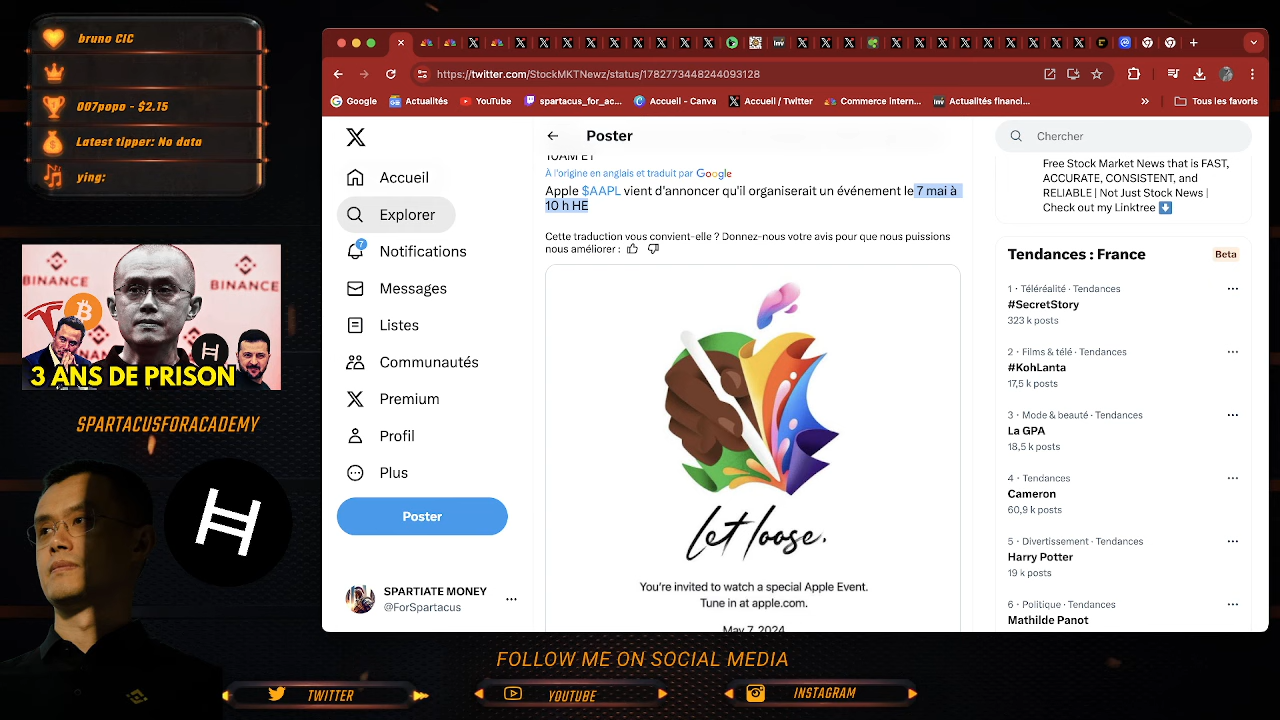 bruno CIC
007popo - $2.15
Latest tipper: No data
ying:
BINANCE
BINANCE
3 ANS DE PRISON
SPARTACUSFORACADEMY
https://twitter.com/StockMKTNewz/status/1782773448244093128
Google
Actualités
YouTube
spartacus_for_ac...
Accueil - Canva
Accueil / Twitter
Commerce intern...
Actualités financi...
Tous les favoris
Accueil
Explorer
7
Notifications
Messages
Listes
Communautés
Premium
Profil
Plus
Poster
SPARTIATE MONEY
@ForSpartacus
Poster
10AM ET
À l'origine en anglais et traduit par Google
Apple $AAPL vient d'annoncer qu'il organiserait un événement le 7 mai à
10 h HE
Cette traduction vous convient-elle ? Donnez-nous votre avis pour que nous puissions
nous améliorer :
let loose.
You're invited to watch a special Apple Event.
Tune in at apple.com.
May 7, 2024
Chercher
Free Stock Market News that is FAST,
ACCURATE, CONSISTENT, and
RELIABLE | Not Just Stock News |
Check out my Linktree
Tendances : France
Beta
1 · Téléréalité · Tendances
#SecretStory
323 k posts
2 · Films & télé · Tendances
#KohLanta
17,5 k posts
3 · Mode & beauté · Tendances
La GPA
18,5 k posts
4 · Tendances
Cameron
60,9 k posts
5 · Divertissement · Tendances
Harry Potter
19 k posts
6 · Politique · Tendances
Mathilde Panot
FOLLOW ME ON SOCIAL MEDIA
TWITTER
YOUTUBE
INSTAGRAM